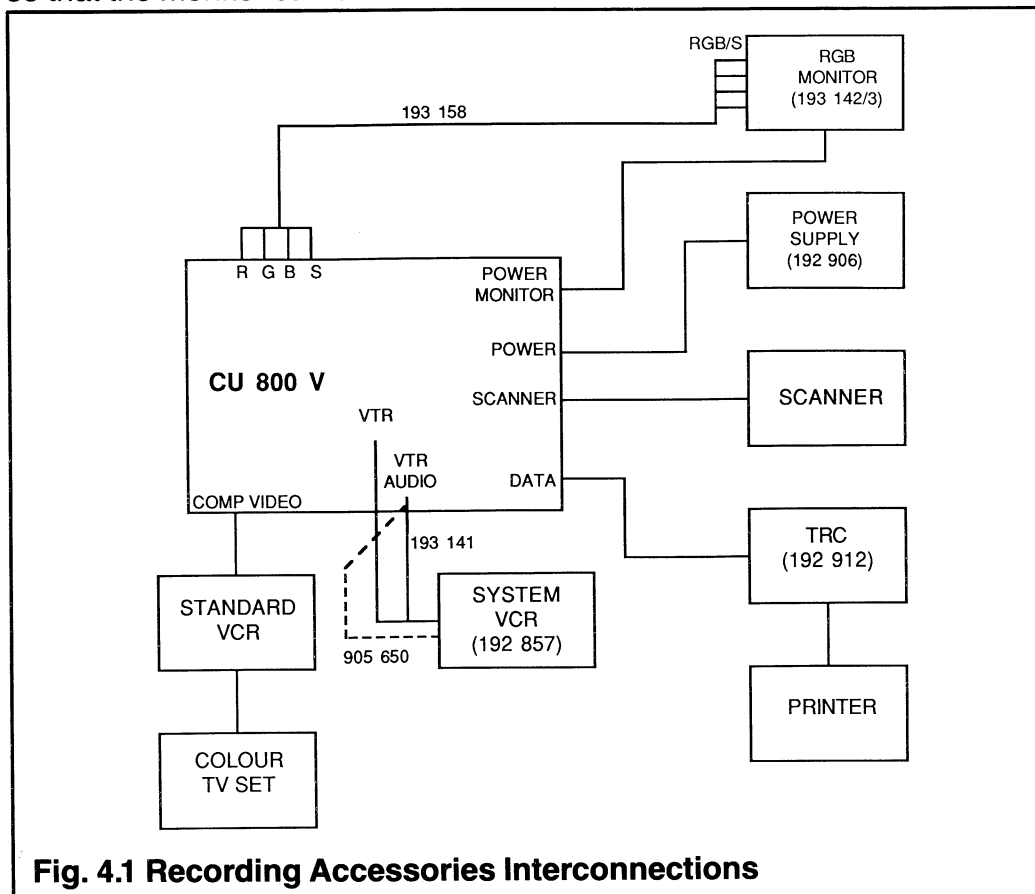 RGB/S
RGB
MONITOR
(193 142/3)
193 158
POWER
SUPPLY
(192 906)
R G B S
POWER
MONITOR
POWER
CU 800 V
SCANNER
SCANNER
VTR
VTR
AUDIO
DATA
COMP VIDEO
193 141
TRC
(192 912)
STANDARD
VCR
SYSTEM
VCR
(192 857)
905 650
PRINTER
COLOUR
TV SET
Fig. 4.1 Recording Accessories Interconnections